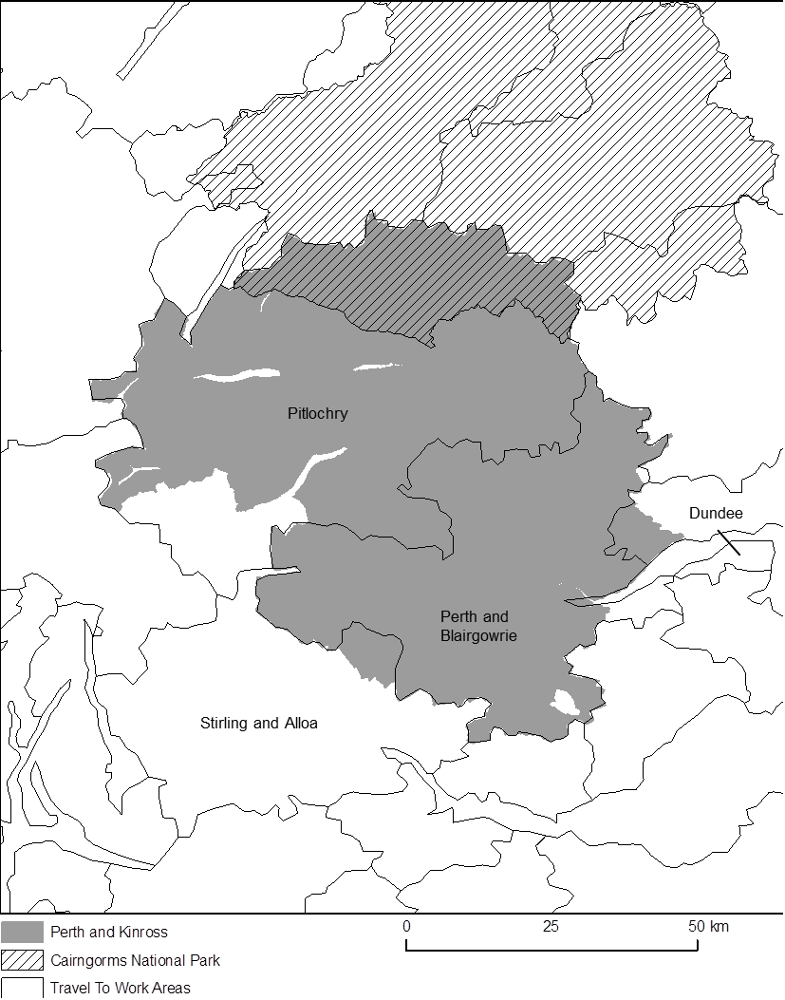 Pitlochry
Dundee
Perth and
Blairgowrie
Stirling and Alloa
Perth and Kinross
Cairngorms National Park
Travel To Work Areas
0 25 50 km